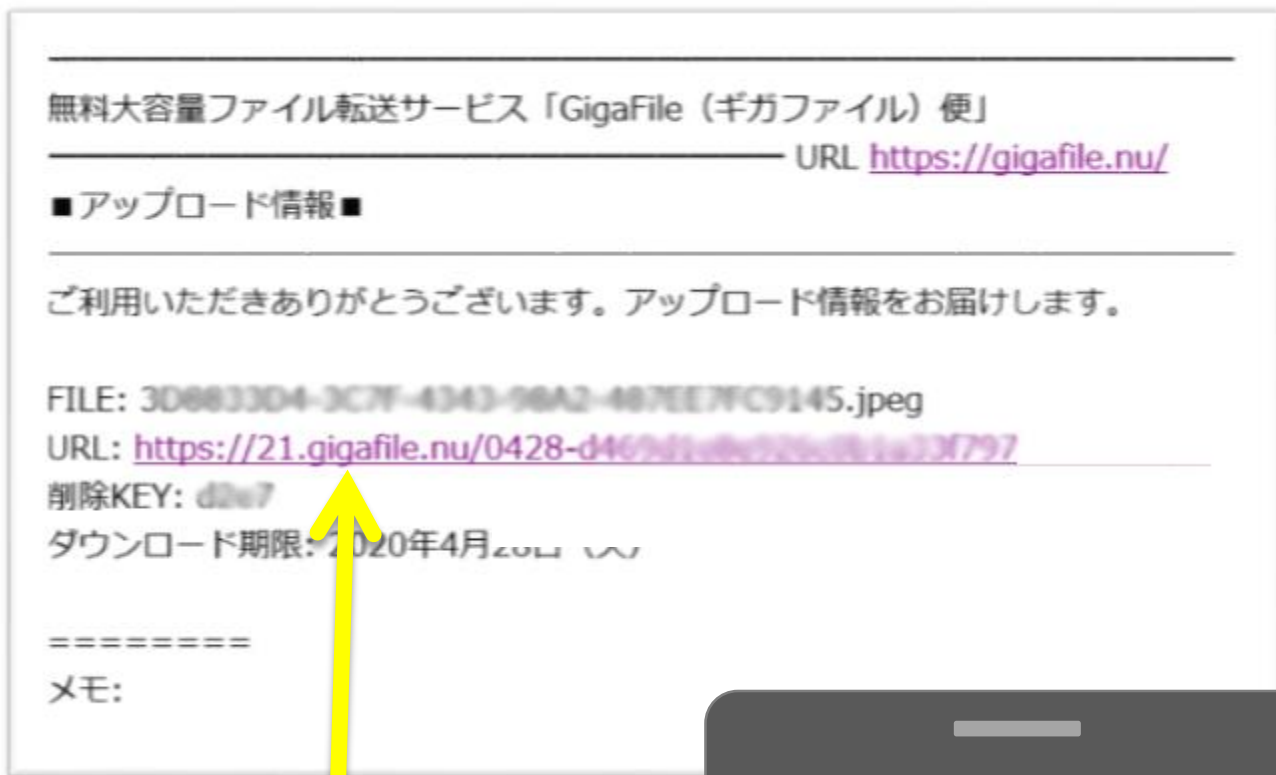 無料大容量ファイル転送サービス「GigaFile（ギガファイル）便」
URL https://gigafile.nu/
■アップロード情報■
ご利用いただきありがとうございます。アップロード情報をお届けします。
FILE: 45.jpeg
URL: https://21.gigafile.nu/0428-
削除KEY:
ダウンロード期限: 2020年4月
========
メモ: